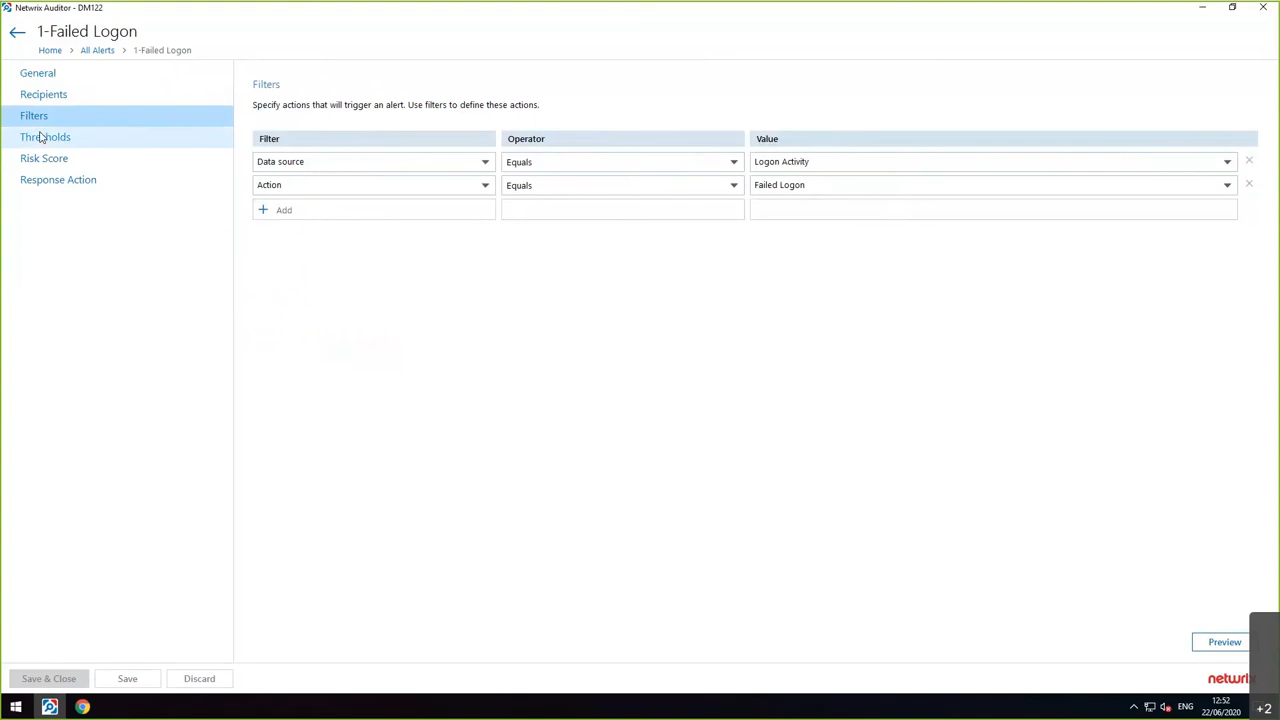 Netwrix Auditor - DM122
1-Failed Logon
Home > All Alerts > 1-Failed Logon
General
Recipients
Filters
Thresholds
Risk Score
Response Action
Filters
Specify actions that will trigger an alert. Use filters to define these actions.
Filter Operator Value
Data source Equals Logon Activity
Action Equals Failed Logon
+ Add
Preview
Save & Close Save Discard
netwrix
ENG
12:52
22/06/2020
+2